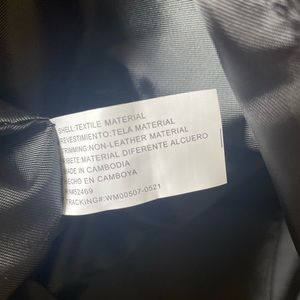 SHELL:TEXTILE MATERIAL
REVESTIMIENTO:TELA MATERIAL
TRIMMING:NON-LEATHER MATERIAL
RIBETE:MATERIAL DIFERENTE ALCUERO
MADE IN CAMBODIA
HECHO EN CAMBOYA
TRACKING#:WM00507-0521